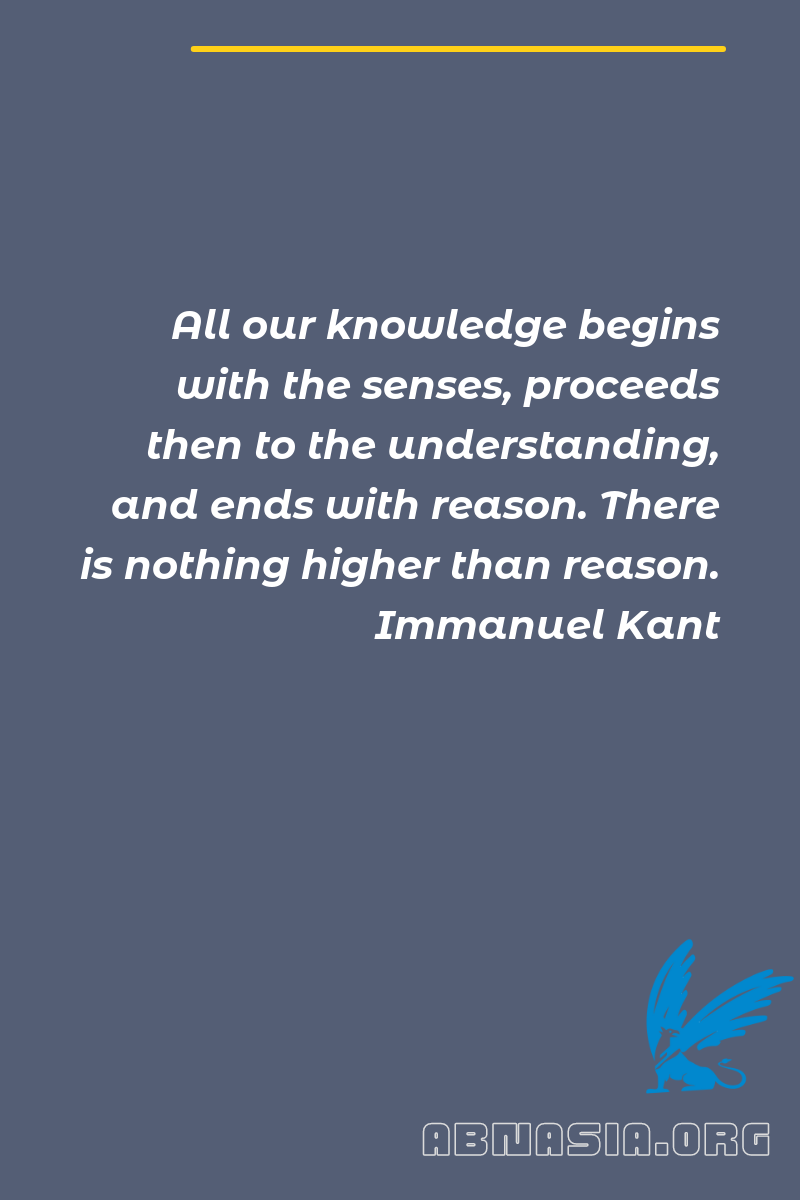 All our knowledge begins
with the senses, proceeds
then to the understanding,
and ends with reason. There
is nothing higher than reason.
Immanuel Kant
ABNASIA.ORG